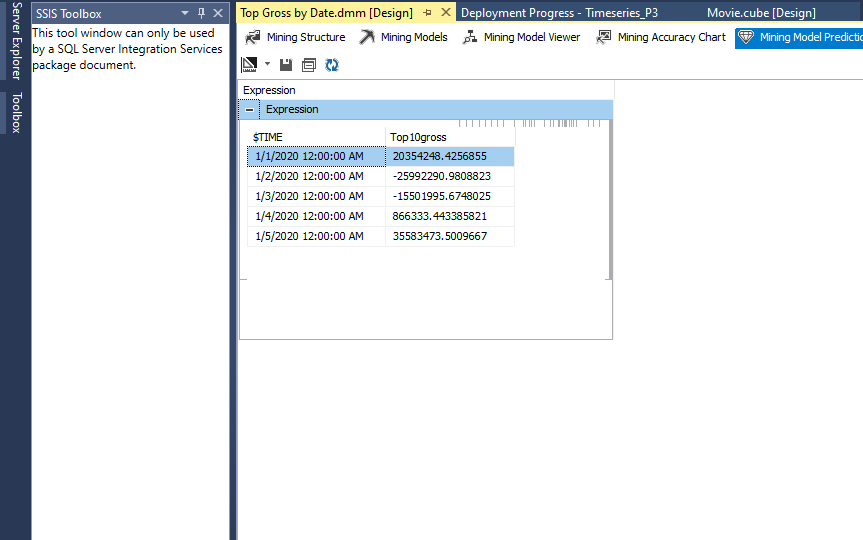 Server Explorer
Toolbox
SSIS Toolbox
This tool window can only be used
by a SQL Server Integration Services
package document.
Top Gross by Date.dmm [Design] Deployment Progress - Timeseries_P3 Movie.cube [Design]
Mining Structure Mining Models Mining Model Viewer Mining Accuracy Chart Mining Model Predictio
Expression
Expression
$TIME Top10gross
1/1/2020 12:00:00 AM 20354248.4256855
1/2/2020 12:00:00 AM -25992290.9808823
1/3/2020 12:00:00 AM -15501995.6748025
1/4/2020 12:00:00 AM 866333.443385821
1/5/2020 12:00:00 AM 35583473.5009667